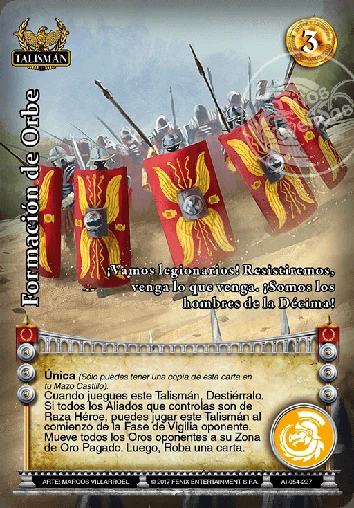 TALISMÁN
3
Formación de Orbe
¡Vamos legionarios! Resistiremos,
venga lo que venga. ¡Somos los
hombres de la Décima!
Única (Sólo puedes tener una copia de esta carta en
tu Mazo Castillo).
Cuando juegues este Talismán, Destiérralo.
Si todos los Aliados que controlas son de
Raza Héroe, puedes jugar este Talismán al
comienzo de la Fase de Vigilia oponente.
Mueve todos los Oros oponentes a su Zona
de Oro Pagado. Luego, Roba una carta.
ARTE: MARCOS VILLARROEL
© 2017 FENIX ENTERTAINMENT S.P.A.